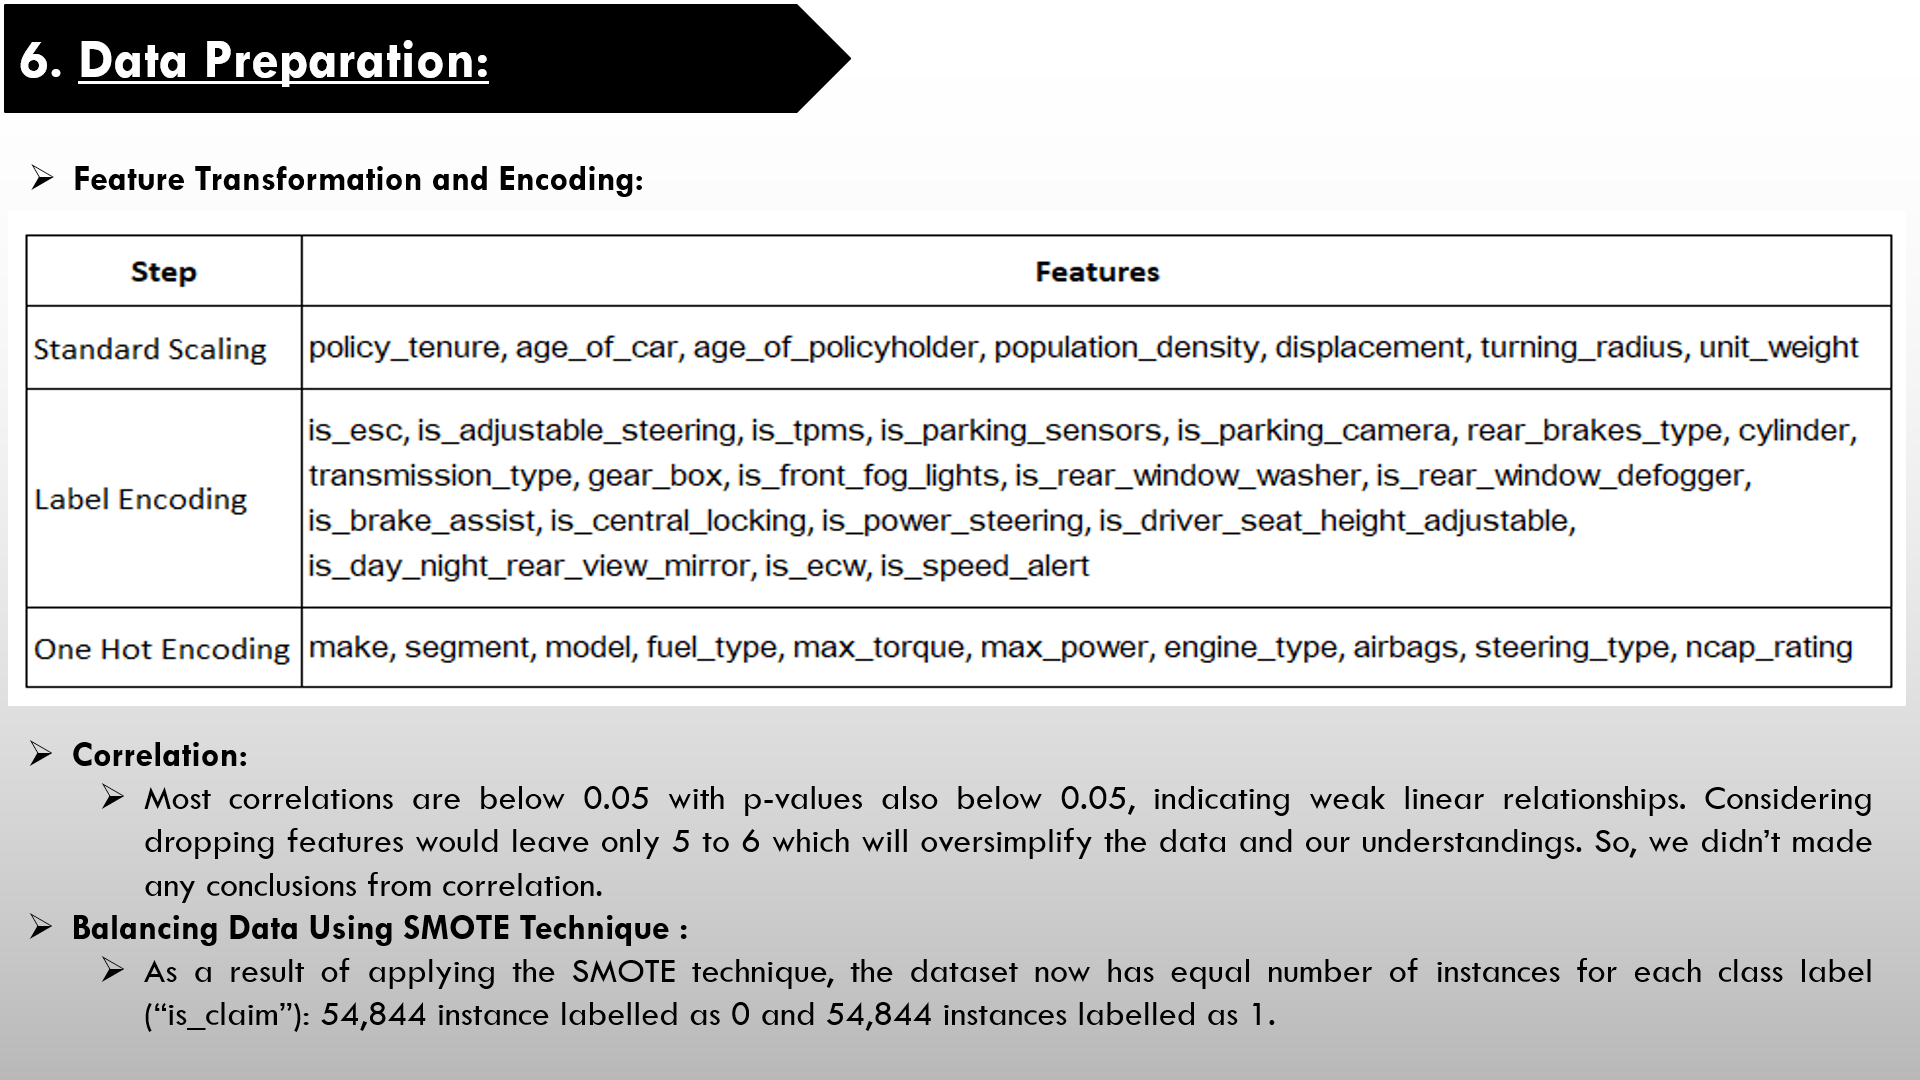 6. Data Preparation:
➢ Feature Transformation and Encoding:
Step Features
Standard Scaling policy_tenure, age_of_car, age_of_policyholder, population_density, displacement, turning_radius, unit_weight
Label Encoding is_esc, is_adjustable_steering, is_tpms, is_parking_sensors, is_parking_camera, rear_brakes_type, cylinder,
transmission_type, gear_box, is_front_fog_lights, is_rear_window_washer, is_rear_window_defogger,
is_brake_assist, is_central_locking, is_power_steering, is_driver_seat_height_adjustable,
is_day_night_rear_view_mirror, is_ecw, is_speed_alert
One Hot Encoding make, segment, model, fuel_type, max_torque, max_power, engine_type, airbags, steering_type, ncap_rating
➢ Correlation:
➢ Most correlations are below 0.05 with p-values also below 0.05, indicating weak linear relationships. Considering
dropping features would leave only 5 to 6 which will oversimplify the data and our understandings. So, we didn’t made
any conclusions from correlation.
➢ Balancing Data Using SMOTE Technique :
➢ As a result of applying the SMOTE technique, the dataset now has equal number of instances for each class label
(“is_claim”): 54,844 instance labelled as 0 and 54,844 instances labelled as 1.